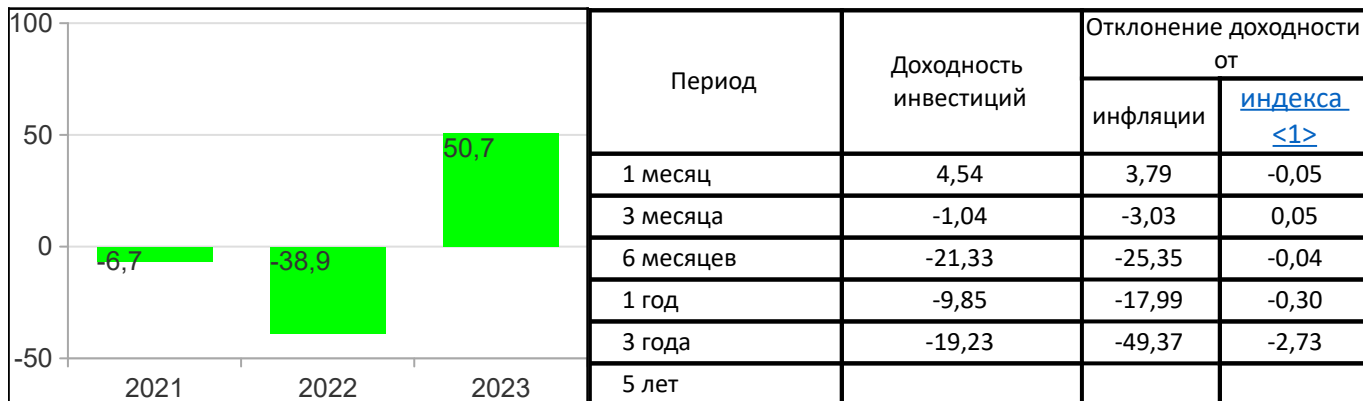 100
50
0
-50
-6,7
-38,9
50,7
2021 2022 2023
Период
Доходность
инвестиций
Отклонение доходности
от
инфляции
индекса
<1>
1 месяц 4,54 3,79 -0,05
3 месяца -1,04 -3,03 0,05
6 месяцев -21,33 -25,35 -0,04
1 год -9,85 -17,99 -0,30
3 года -19,23 -49,37 -2,73
5 лет